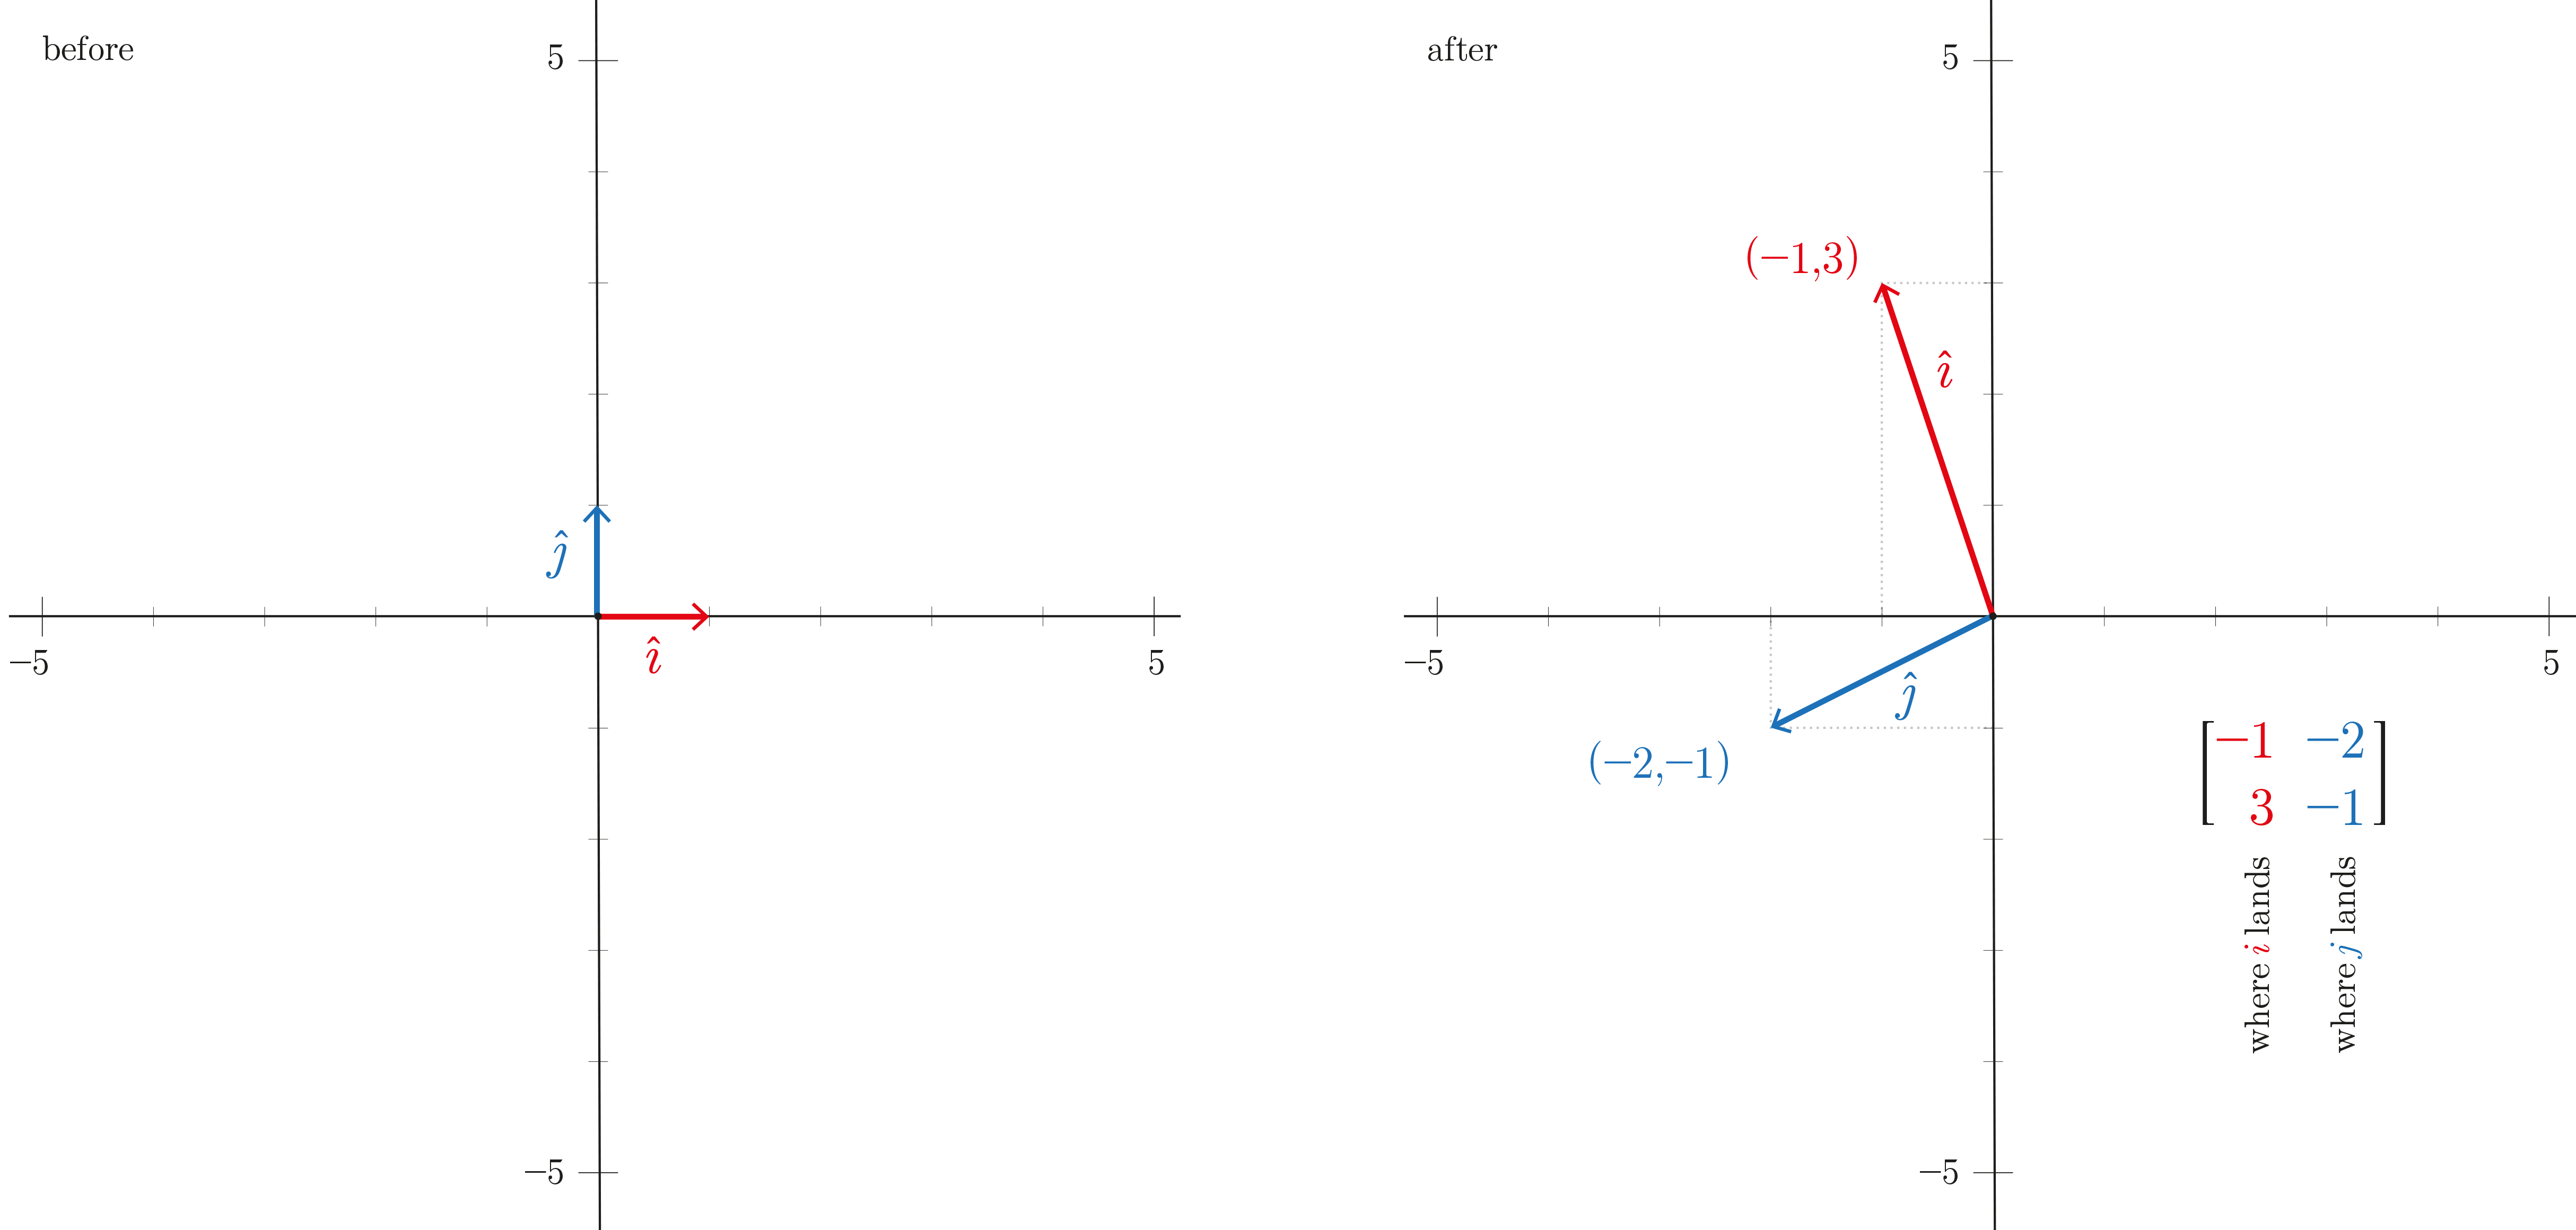 before
5
ĵ
î
−5
5
−5
after
5
(−1,3)
î
−5
5
ĵ
(−2,−1)
−1 −2
3 −1
where i lands
where j lands
−5